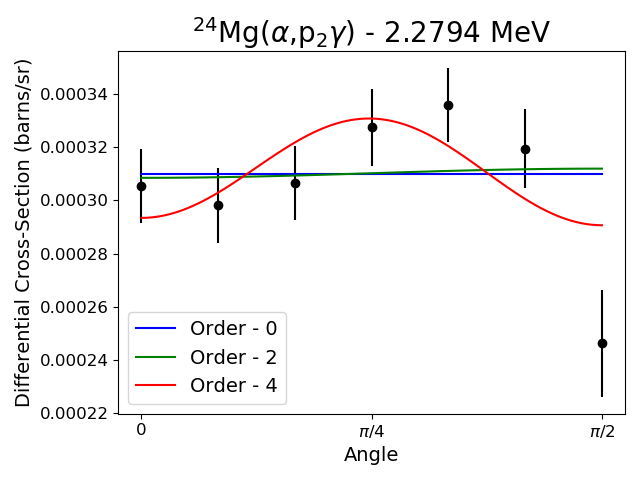 ²⁴Mg(α,p₂γ) - 2.2794 MeV
Differential Cross-Section (barns/sr)
0.00034
0.00032
0.00030
0.00028
0.00026
0.00024
0.00022
Order - 0
Order - 2
Order - 4
0 π/4 π/2
Angle